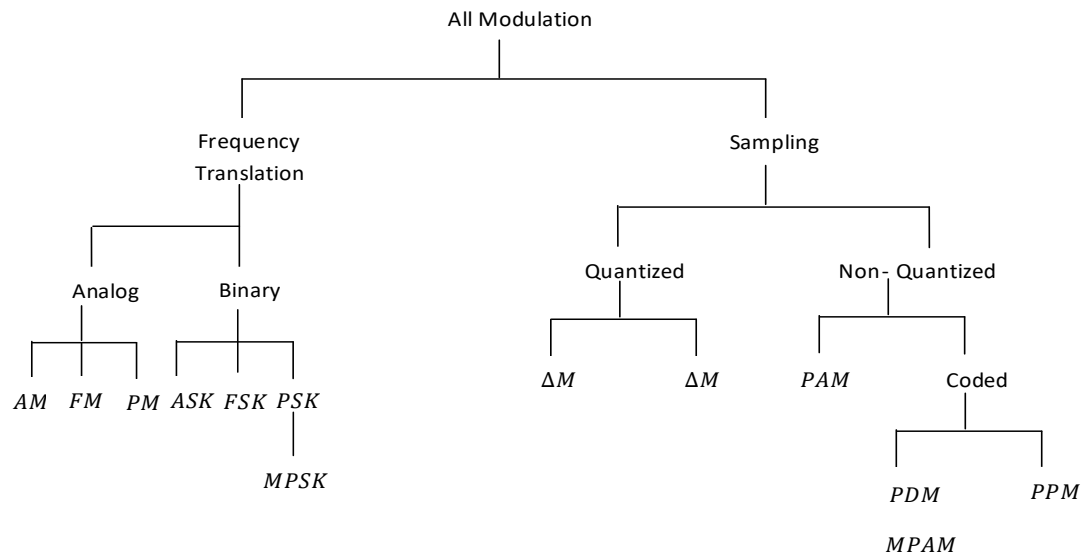 All Modulation
Frequency
Translation
Sampling
Analog
Binary
Quantized
Non- Quantized
AM
FM
PM
ASK
FSK
PSK
ΔM
ΔM
PAM
Coded
MPSK
PDM
PPM
MPAM